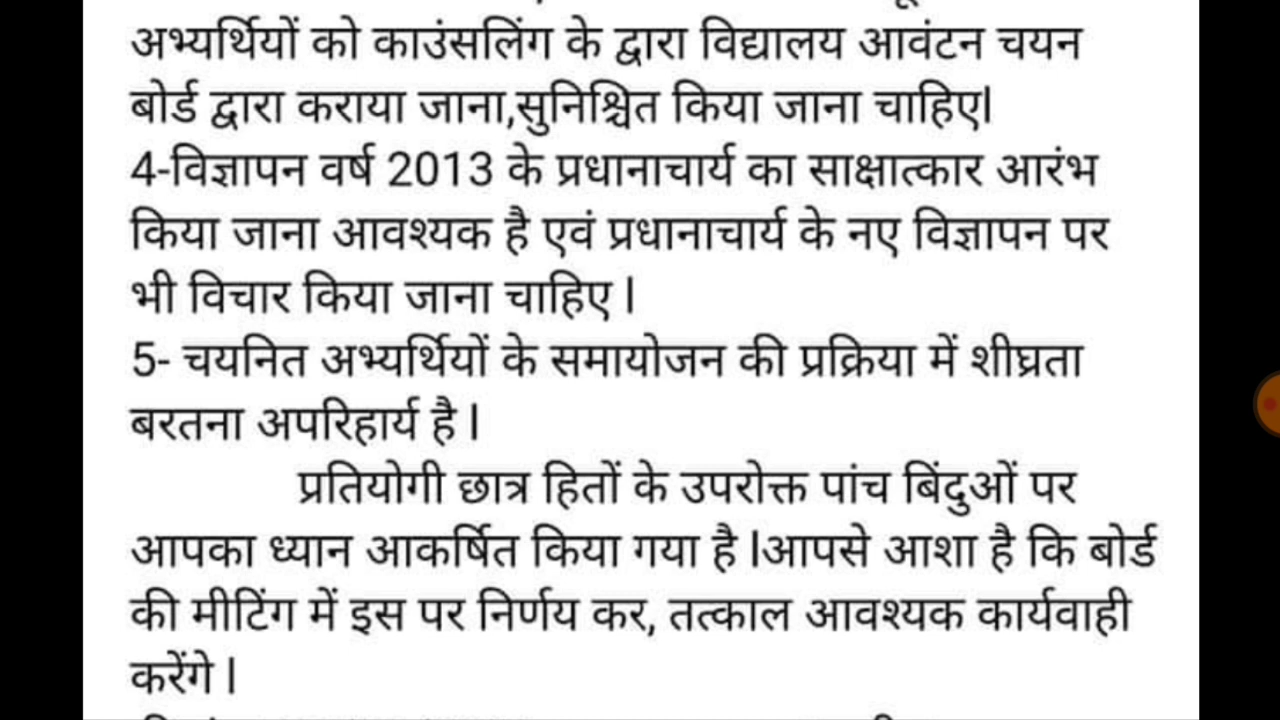 अभ्यर्थियों को काउंसलिंग के द्वारा विद्यालय आवंटन चयन
बोर्ड द्वारा कराया जाना,सुनिश्चित किया जाना चाहिए|
4-विज्ञापन वर्ष 2013 के प्रधानाचार्य का साक्षात्कार आरंभ
किया जाना आवश्यक है एवं प्रधानाचार्य के नए विज्ञापन पर
भी विचार किया जाना चाहिए |
5- चयनित अभ्यर्थियों के समायोजन की प्रक्रिया में शीघ्रता
बरतना अपरिहार्य है |
प्रतियोगी छात्र हितों के उपरोक्त पांच बिंदुओं पर
आपका ध्यान आकर्षित किया गया है |आपसे आशा है कि बोर्ड
की मीटिंग में इस पर निर्णय कर, तत्काल आवश्यक कार्यवाही
करेंगे |